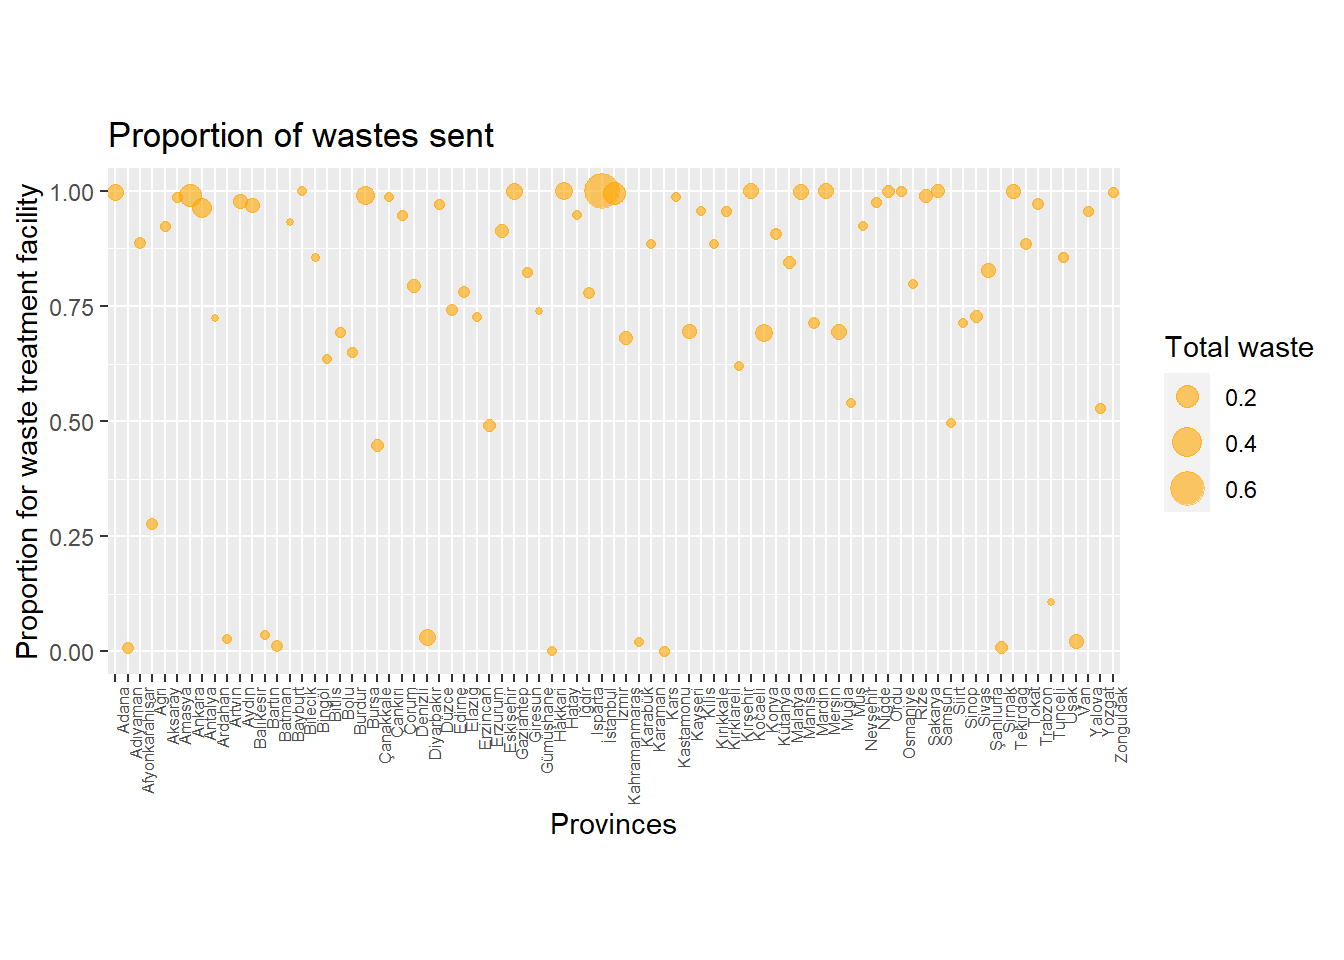 Proportion of wastes sent
Proportion for waste treatment facility
1.00
0.75
0.50
0.25
0.00
Adana
Adıyaman
Afyonkarahisar
Ağrı
Aksaray
Amasya
Ankara
Antalya
Ardahan
Artvin
Aydın
Balıkesir
Bartın
Batman
Bayburt
Bilecik
Bingöl
Bitlis
Bolu
Burdur
Bursa
Çanakkale
Çankırı
Çorum
Denizli
Diyarbakır
Düzce
Edirne
Elazığ
Erzincan
Erzurum
Eskişehir
Gaziantep
Giresun
Gümüşhane
Hakkari
Hatay
Iğdır
Isparta
İstanbul
İzmir
Kahramanmaraş
Karabük
Karaman
Kars
Kastamonu
Kayseri
Kilis
Kırıkkale
Kırklareli
Kırşehir
Kocaeli
Konya
Kütahya
Malatya
Manisa
Mardin
Mersin
Muğla
Muş
Nevşehir
Niğde
Ordu
Osmaniye
Rize
Sakarya
Samsun
Siirt
Sinop
Sivas
Şanlıurfa
Şırnak
Tekirdağ
Tokat
Trabzon
Tunceli
Uşak
Van
Yalova
Yozgat
Zonguldak
Provinces
Total waste
0.2
0.4
0.6